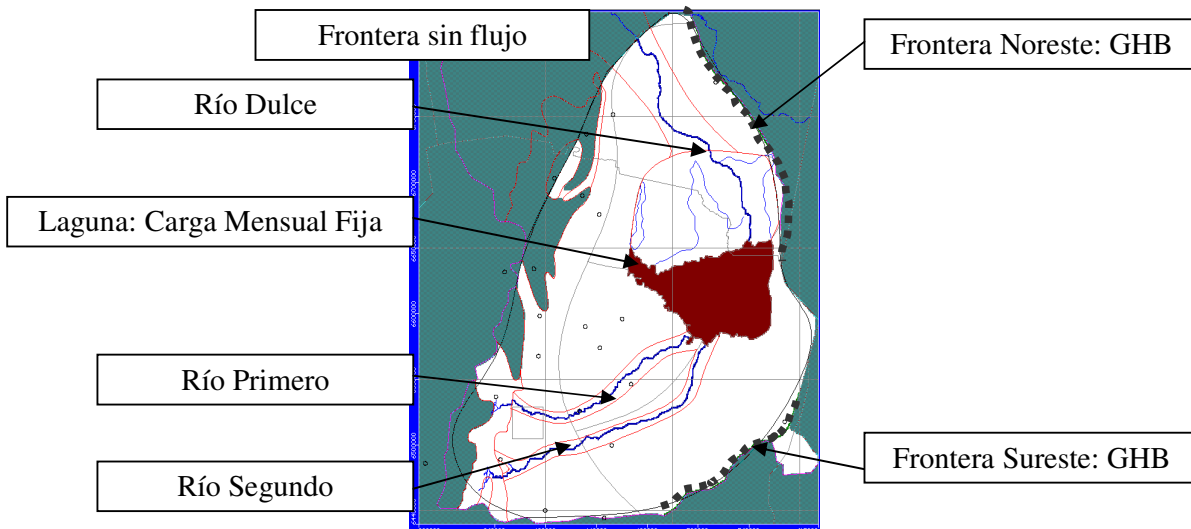 Frontera sin flujo
Frontera Noreste: GHB
Río Dulce
Laguna: Carga Mensual Fija
Río Primero
Río Segundo
Frontera Sureste: GHB